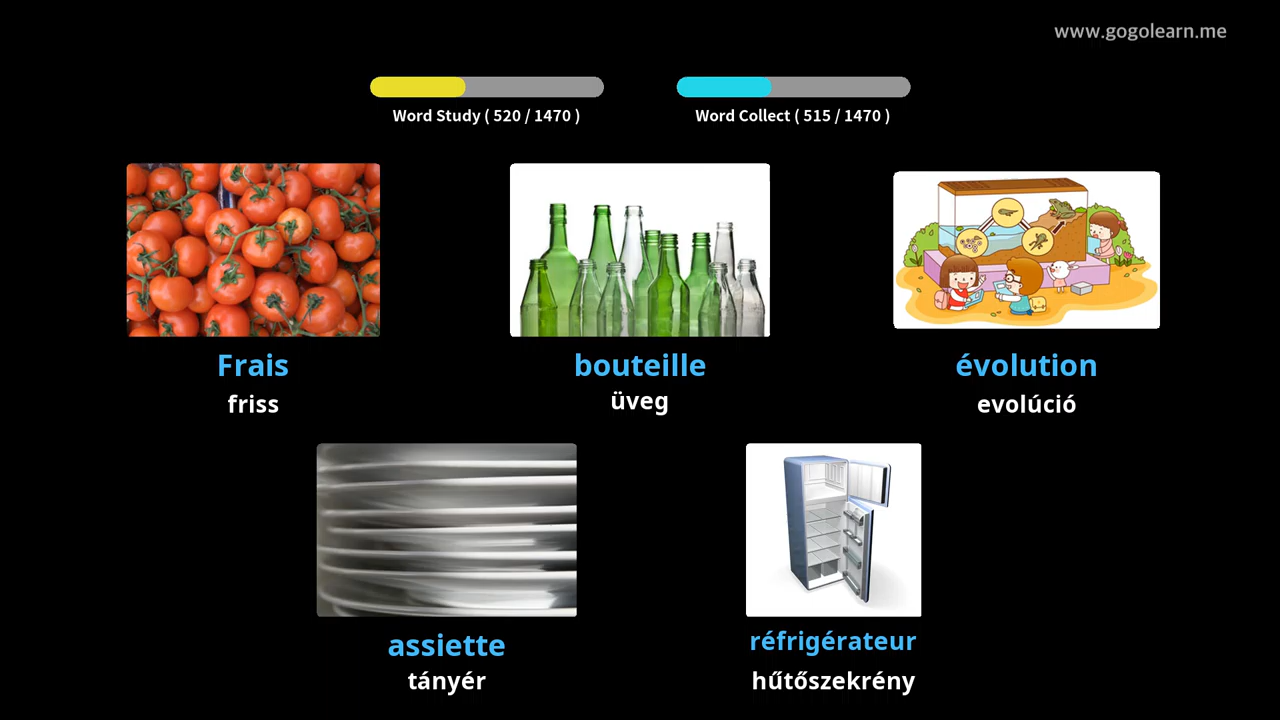 www.gogolearn.me
Word Study ( 520 / 1470 )
Word Collect ( 515 / 1470 )
Frais
friss
bouteille
üveg
évolution
evolúció
assiette
tányér
réfrigérateur
hűtőszekrény